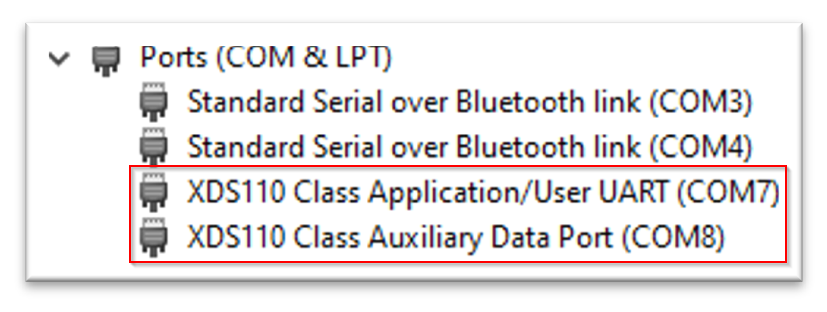 Ports (COM & LPT)
Standard Serial over Bluetooth link (COM3)
Standard Serial over Bluetooth link (COM4)
XDS110 Class Application/User UART (COM7)
XDS110 Class Auxiliary Data Port (COM8)